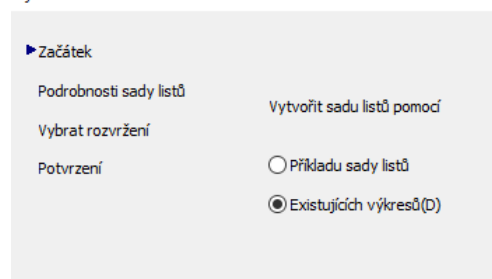 Začátek
Podrobnosti sady listů
Vytvořit sadu listů pomocí
Vybrat rozvržení
Potvrzení
Příkladu sady listů
Existujících výkresů(D)